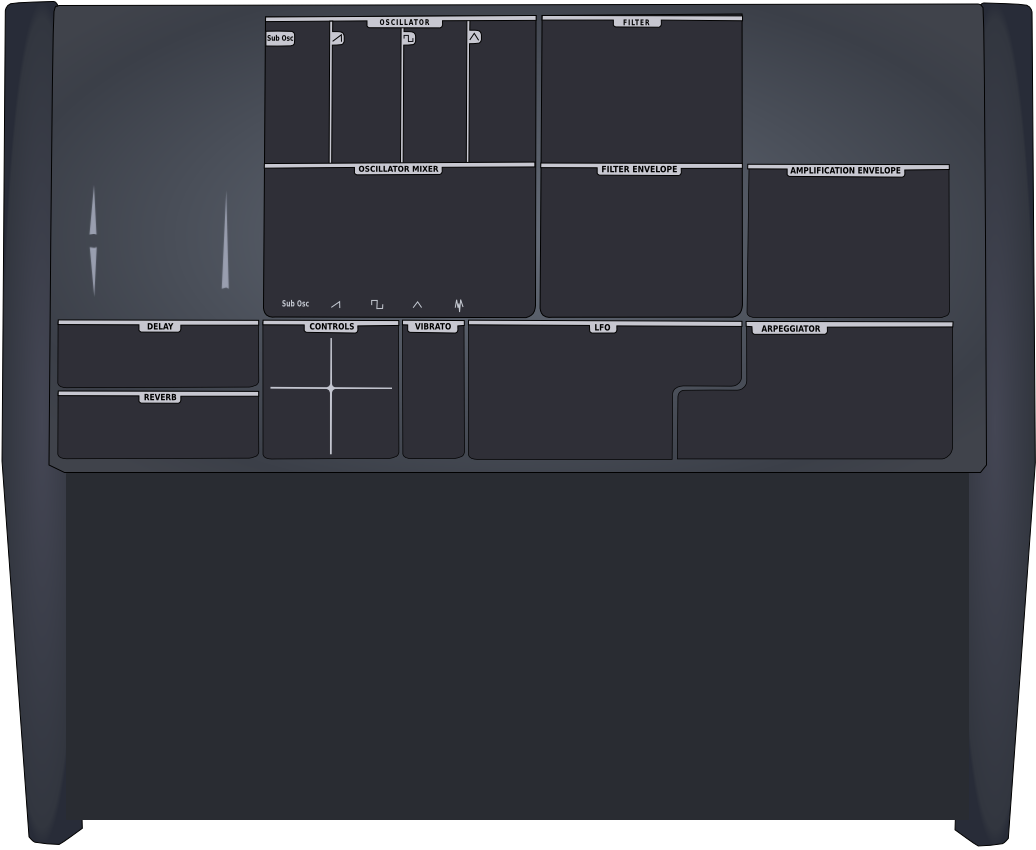 OSCILLATOR
FILTER
Sub Osc
OSCILLATOR MIXER
FILTER ENVELOPE
AMPLIFICATION ENVELOPE
Sub Osc
DELAY
CONTROLS
VIBRATO
LFO
ARPEGGIATOR
REVERB